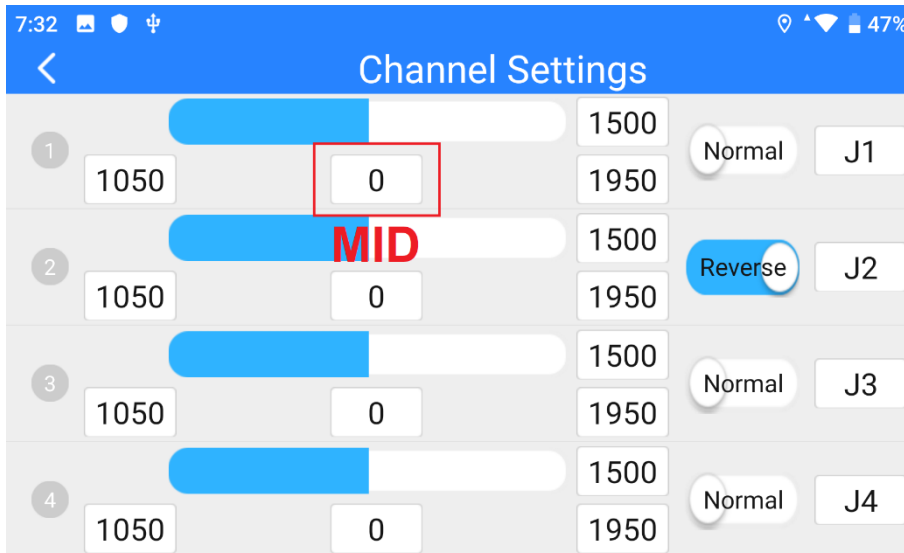 7:32 47%
Channel Settings
1 1500 Normal J1
1050 0 1950
MID
2 1500 Reverse J2
1050 0 1950
3 1500 Normal J3
1050 0 1950
4 1500 Normal J4
1050 0 1950